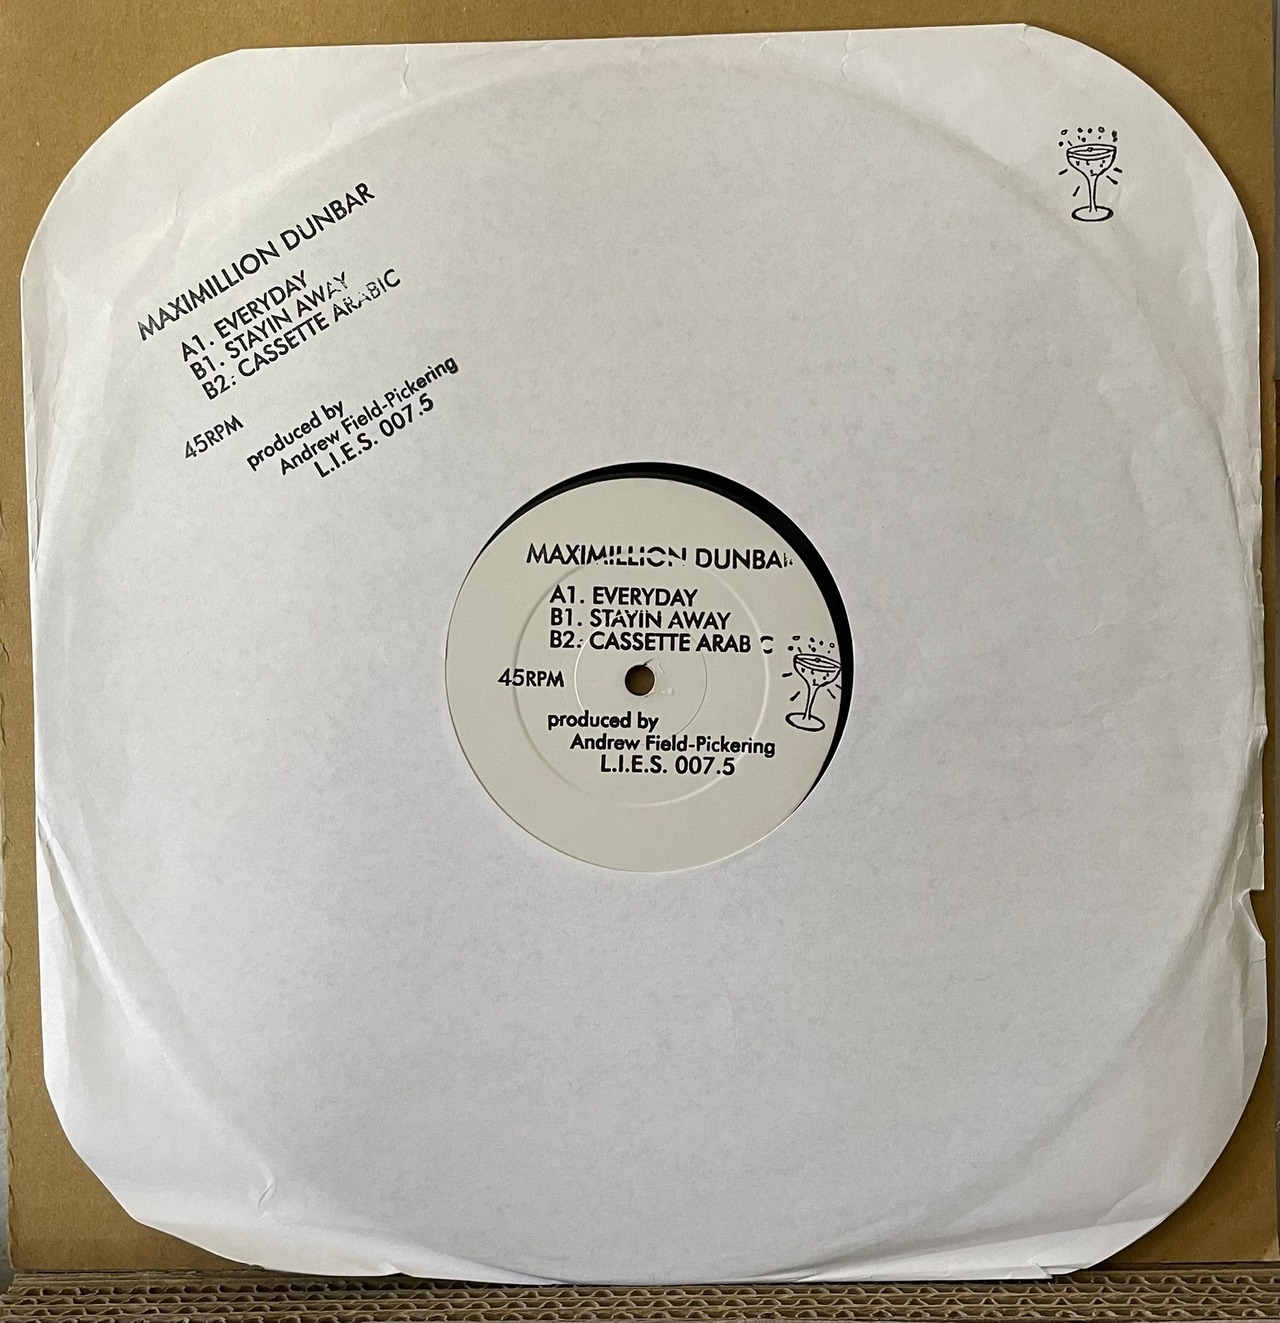 MAXIMILLION DUNBAR
A1. EVERYDAY
B1. STAYIN AWAY
B2. CASSETTE ARABIC
45RPM
produced by
Andrew Field-Pickering
L.I.E.S. 007.5
MAXIMILLION DUNBAR
A1. EVERYDAY
B1. STAYIN AWAY
B2. CASSETTE ARAB C
45RPM
produced by
Andrew Field-Pickering
L.I.E.S. 007.5